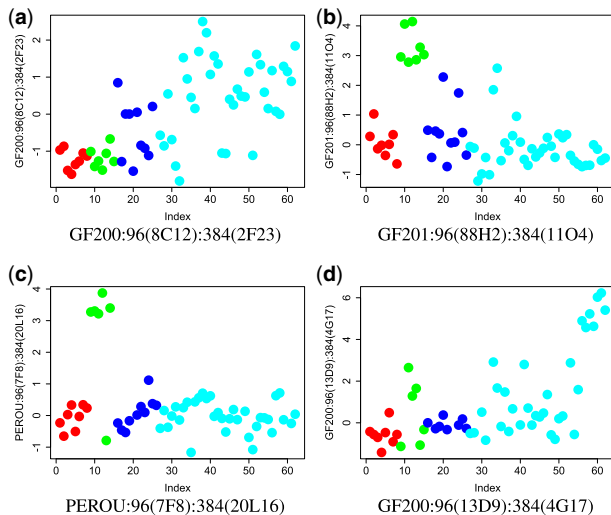 (a)
GF200:96(8C12):384(2F23)
2
1
0
-1
0 10 20 30 40 50 60
Index
GF200:96(8C12):384(2F23)
(b)
GF201:96(88H2):384(11O4)
4
3
2
1
0
-1
0 10 20 30 40 50 60
Index
GF201:96(88H2):384(11O4)
(c)
PEROU:96(7F8):384(20L16)
4
3
2
1
0
-1
0 10 20 30 40 50 60
Index
PEROU:96(7F8):384(20L16)
(d)
GF200:96(13D9):384(4G17)
6
4
2
0
0 10 20 30 40 50 60
Index
GF200:96(13D9):384(4G17)